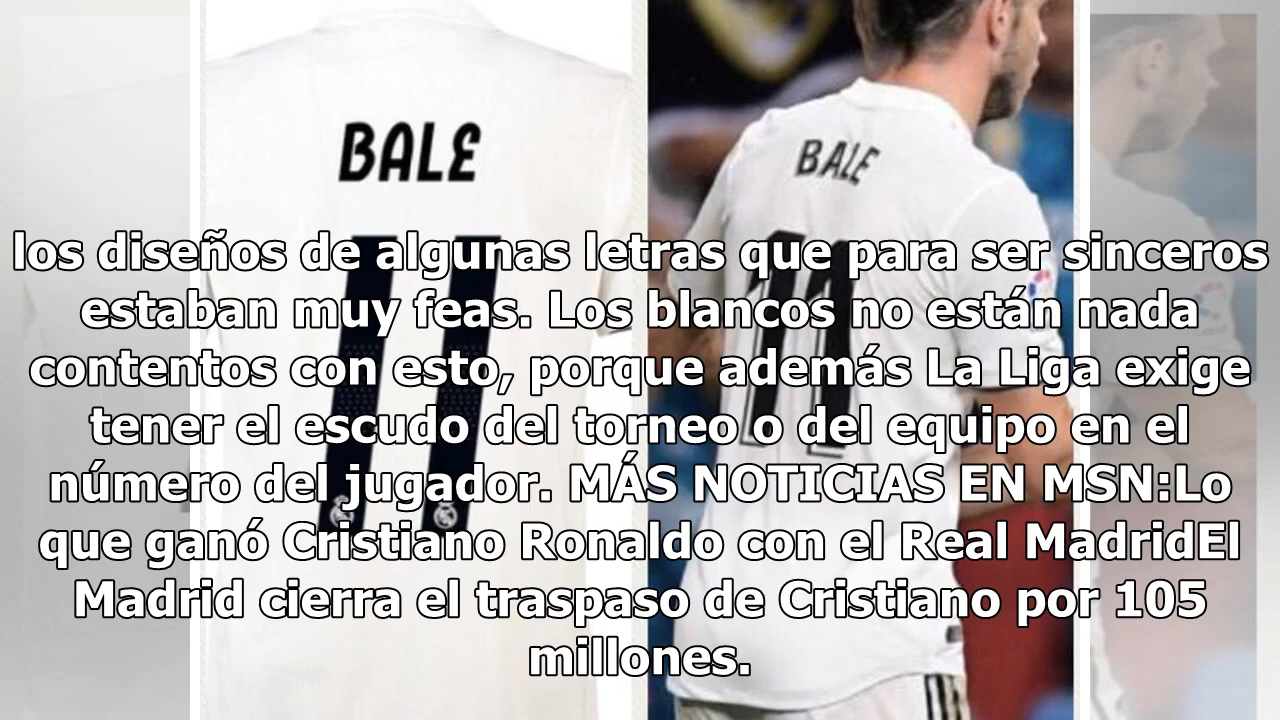 BALE
11
BALE
11
los diseños de algunas letras que para ser sinceros
estaban muy feas. Los blancos no están nada
contentos con esto, porque además La Liga exige
tener el escudo del torneo o del equipo en el
número del jugador. MÁS NOTICIAS EN MSN:Lo
que ganó Cristiano Ronaldo con el Real MadridEl
Madrid cierra el traspaso de Cristiano por 105
millones.